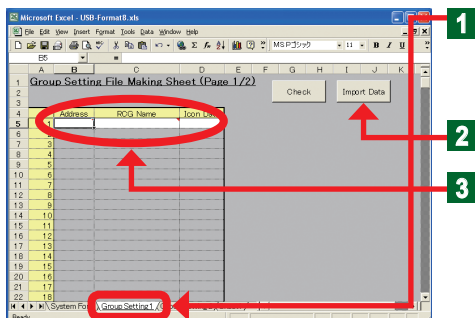 Microsoft Excel - USB-Format8.xls
File Edit View Insert Format Tools Data Window Help
MS Pゴシック 11 B I U
B5 =
A B C D E F G H I J K
1 Group Setting File Making Sheet (Page 1/2)
2 Check Import Data
3
4 Address RCG Name Icon Da
5 1
6
7 3
8 4
9 5
10 6
11 7
12 8
13 9
14 10
15 11
16 12
17 13
18 14
19 15
20 16
21 17
22 18
System For Group Setting1
Ready
1
2
3